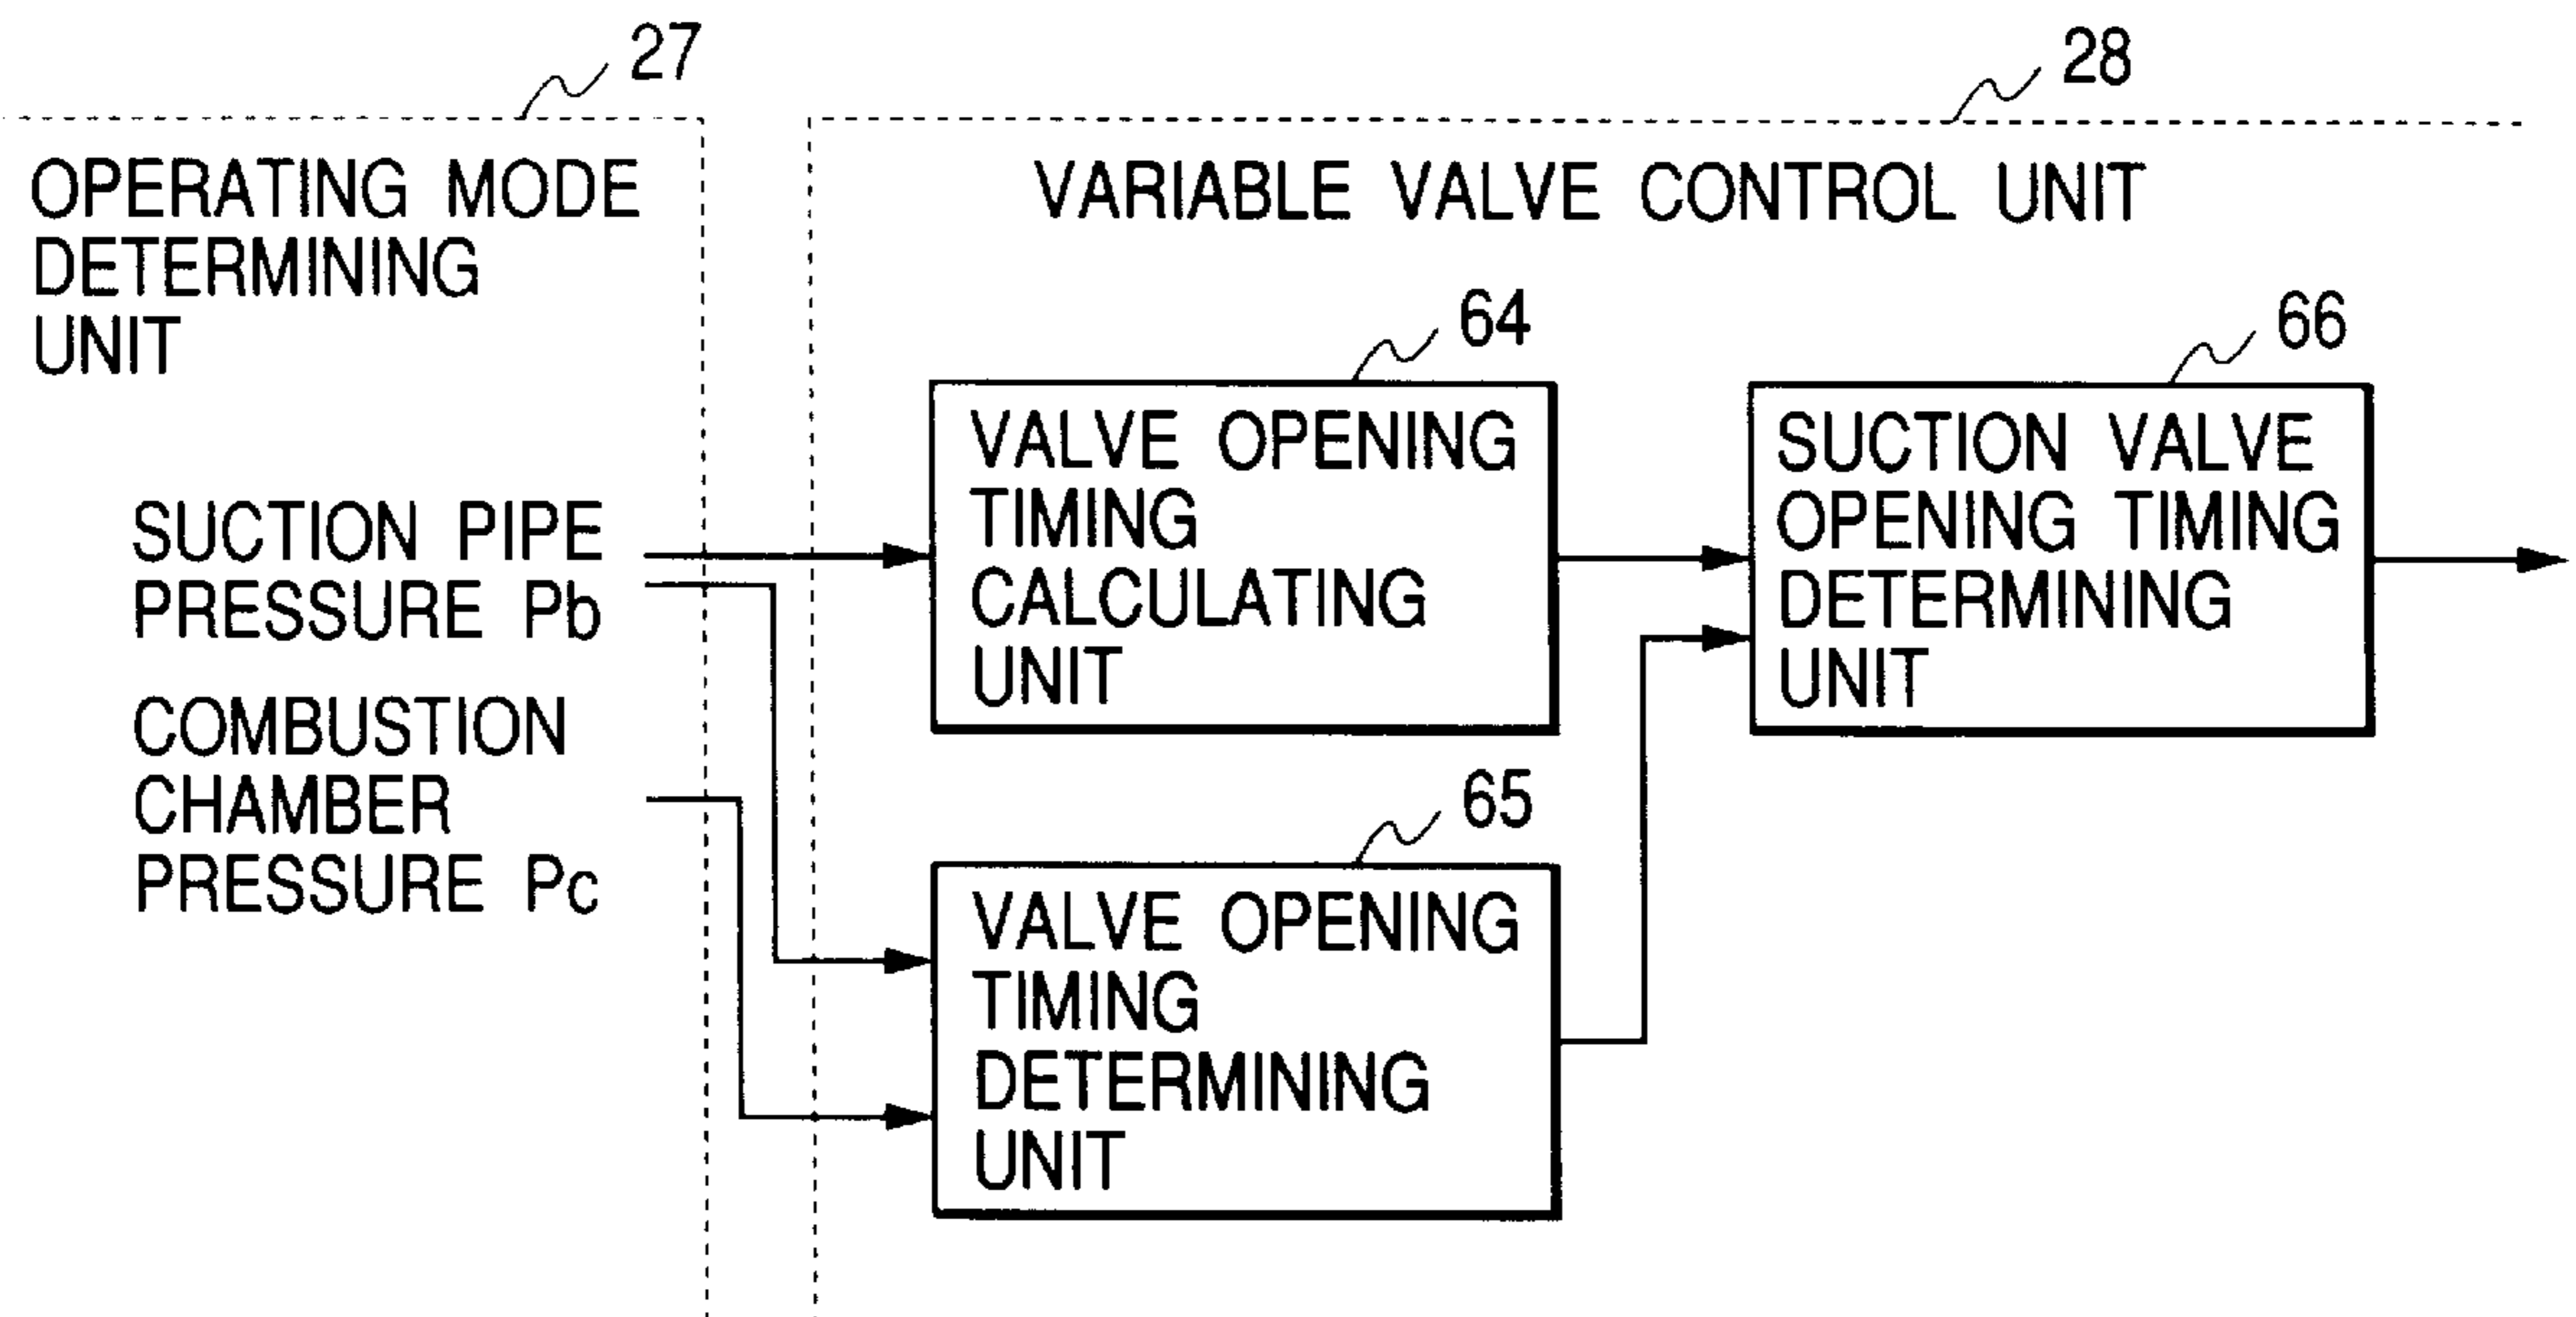 27
28
OPERATING MODE
DETERMINING
UNIT
VARIABLE VALVE CONTROL UNIT
64
66
VALVE OPENING
TIMING
CALCULATING
UNIT
SUCTION VALVE
OPENING TIMING
DETERMINING
UNIT
SUCTION PIPE
PRESSURE Pb
COMBUSTION
CHAMBER
PRESSURE Pc
65
VALVE OPENING
TIMING
DETERMINING
UNIT